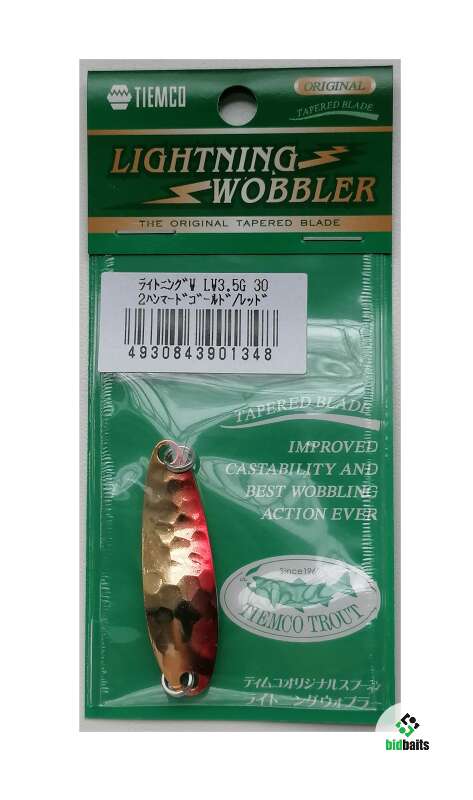 TIEMCO
ORIGINAL
TAPERED BLADE
LIGHTNING
WOBBLER
THE ORIGINAL TAPERED BLADE
ﾗｲﾄﾆﾝｸﾞW LW3.5G 30
2ﾊﾝﾏｰﾄﾞｺﾞｰﾙﾄﾞ/ﾚｯﾄﾞ
4930843901348
TAPERED BLADE
IMPROVED
CASTABILITY AND
BEST WOBBLING
ACTION EVER
Since196
TIEMCO TROUT
ティムコオリジナルスプーン
ライトニングウォブラー
bidbaits